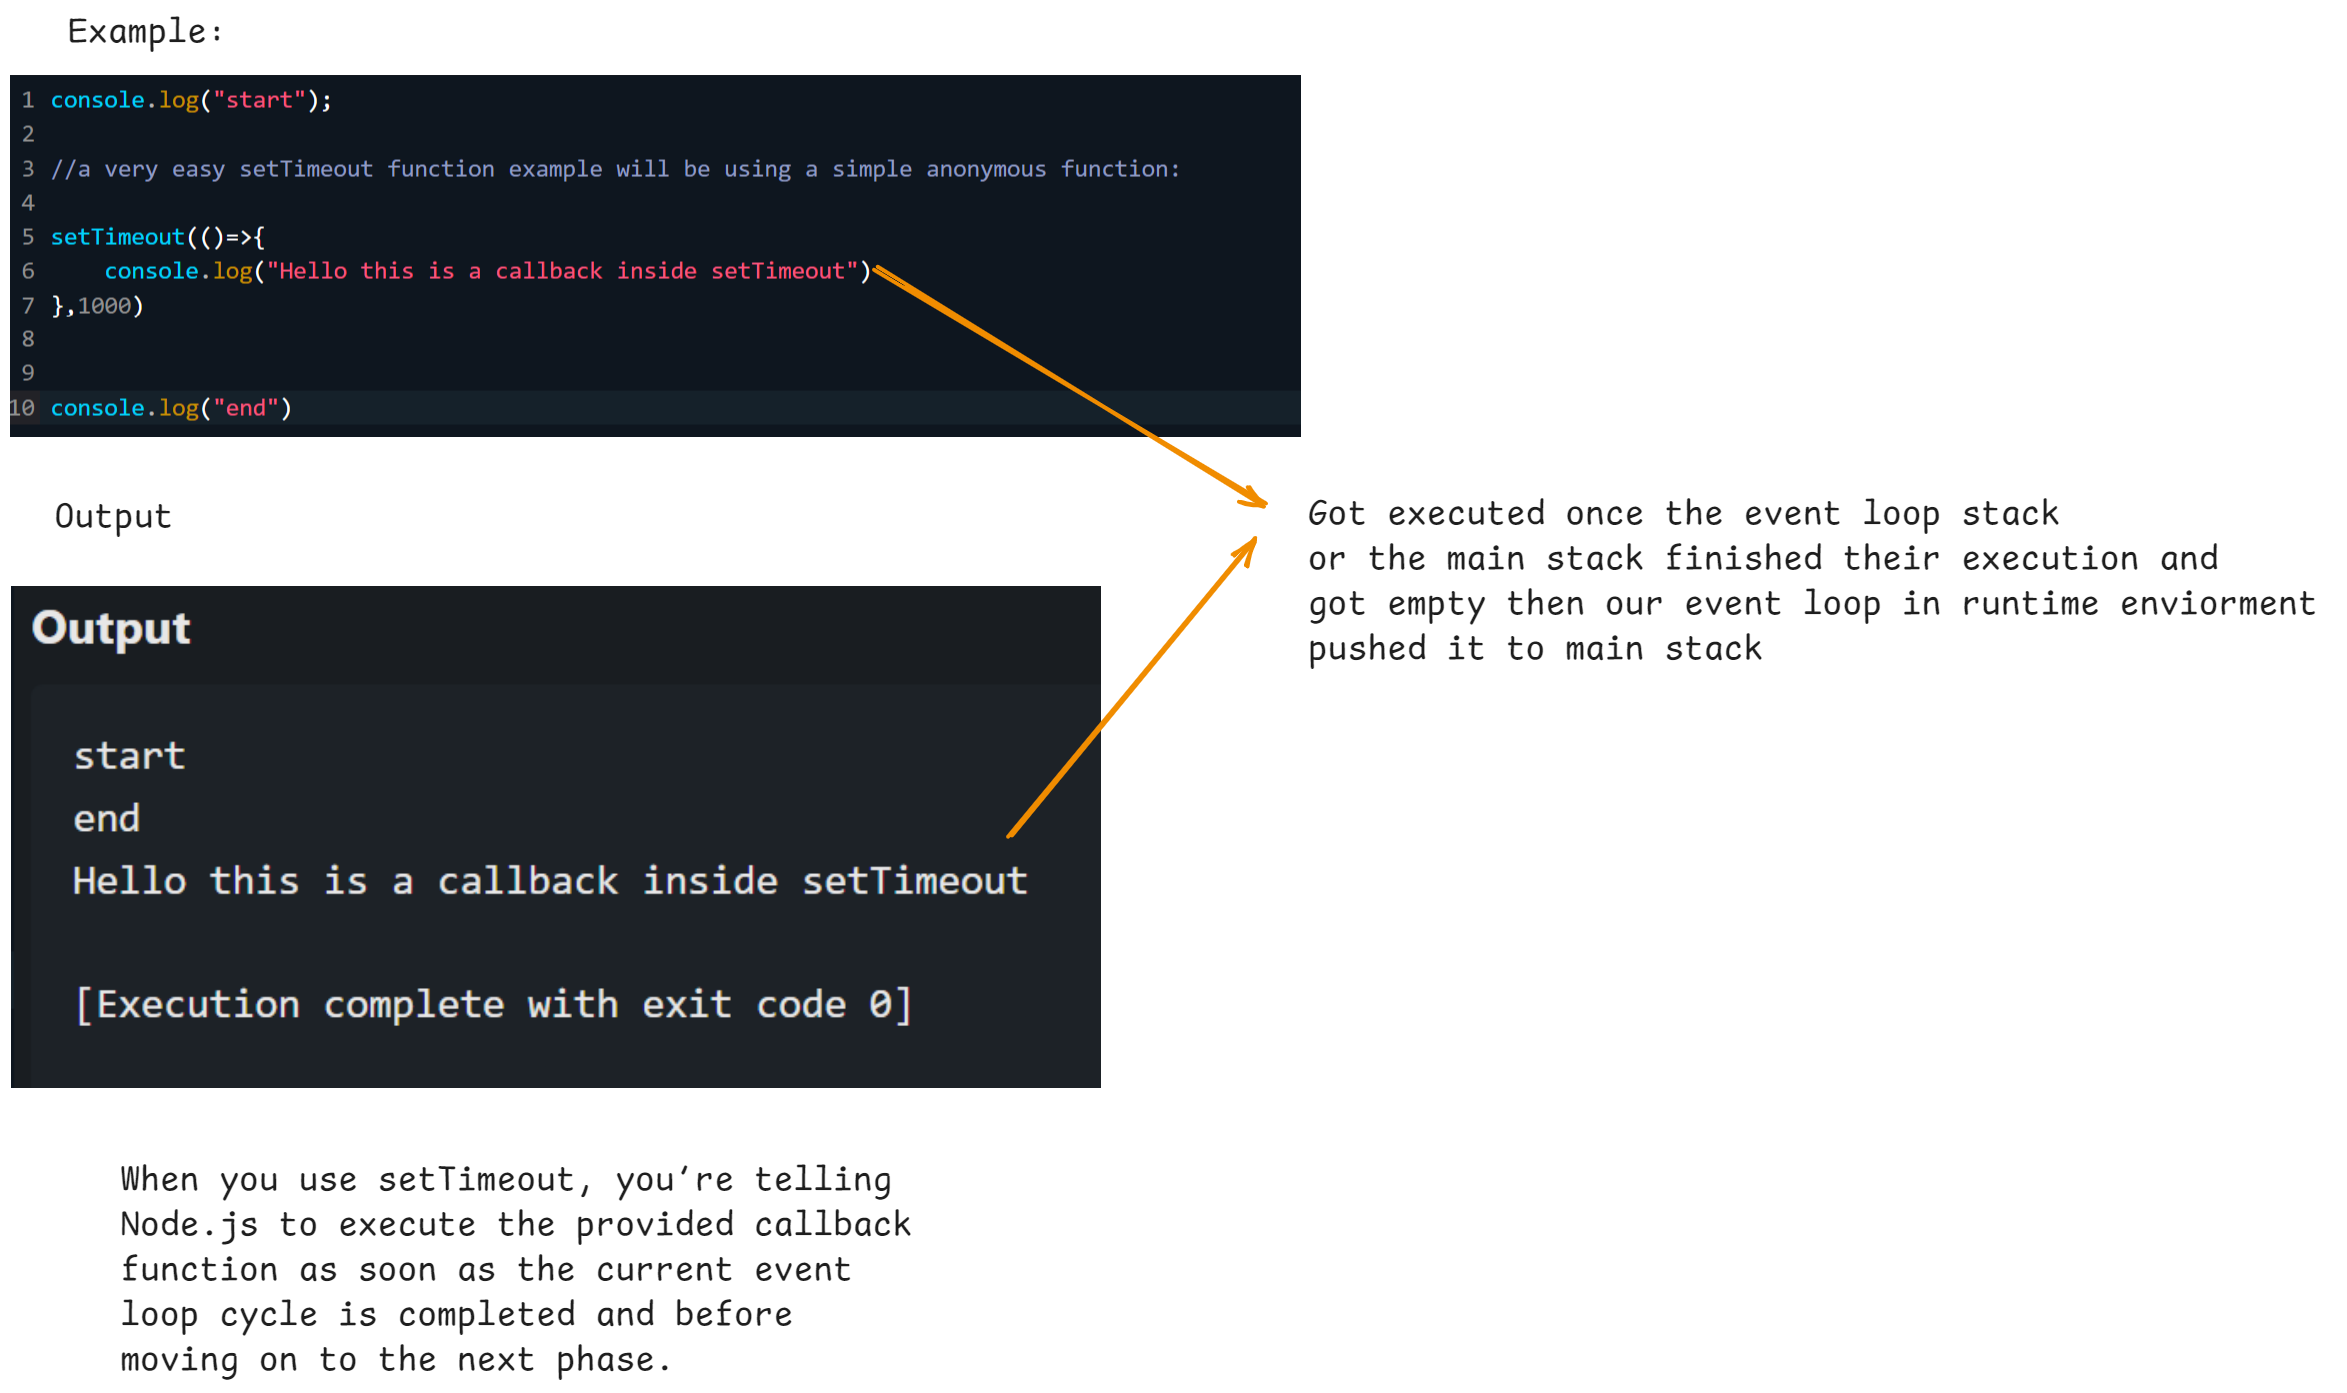 Example:
1 console.log("start");
2
3 //a very easy setTimeout function example will be using a simple anonymous function:
4
5 setTimeout(()=>{
6     console.log("Hello this is a callback inside setTimeout")
7 },1000)
8
9
10 console.log("end")
Output
Got executed once the event loop stack
or the main stack finished their execution and
got empty then our event loop in runtime enviorment
pushed it to main stack
Output
start
end
Hello this is a callback inside setTimeout
[Execution complete with exit code 0]
When you use setTimeout, you’re telling
Node.js to execute the provided callback
function as soon as the current event
loop cycle is completed and before
moving on to the next phase.